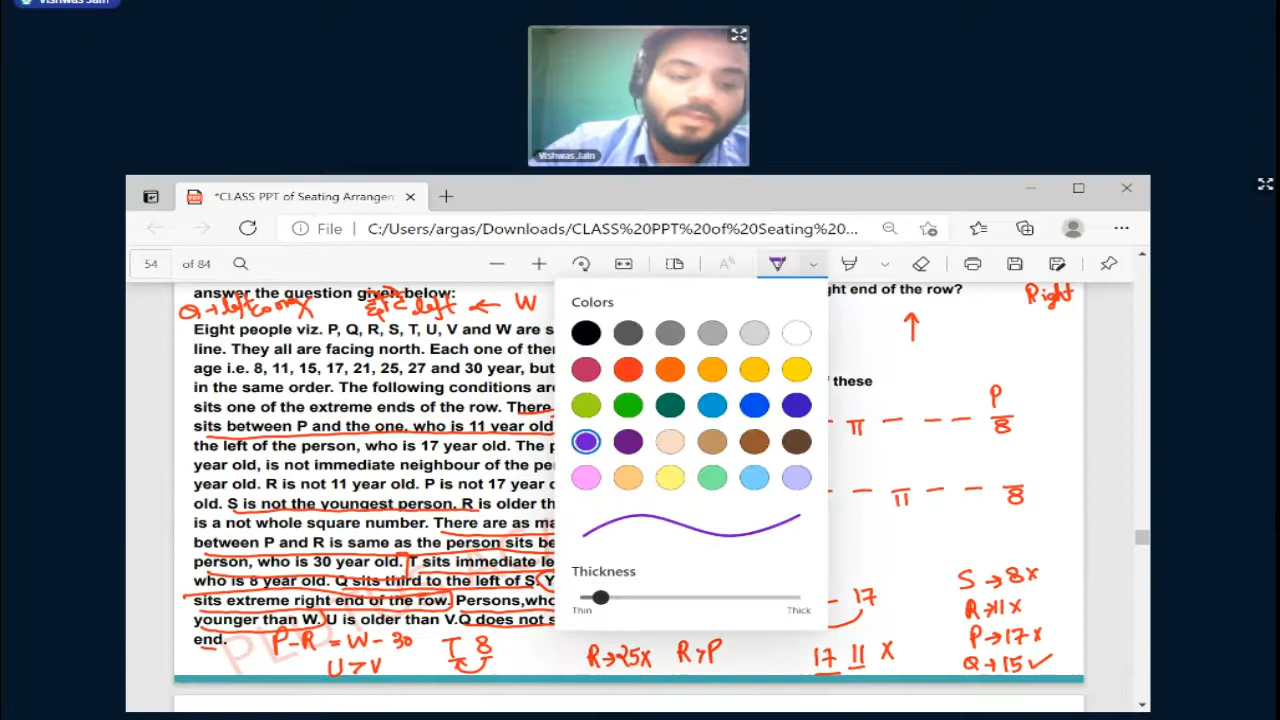 Vishwas Jain
Vishwas Jain
*CLASS PPT of Seating Arrangem
File C:/Users/argas/Downloads/CLASS%20PPT%20of%20Seating%20...
54 of 84
answer the question given below:
ght end of the row?
Right
left ← W
Eight people viz. P, Q, R, S, T, U, V and W are s
line. They all are facing north. Each one of them
age i.e. 8, 11, 15, 17, 21, 25, 27 and 30 year, but
in the same order. The following conditions are
sits one of the extreme ends of the row. There
sits between P and the one, who is 11 year old
the left of the person, who is 17 year old. The p
year old, is not immediate neighbour of the pe
year old. R is not 11 year old. P is not 17 year o
old. S is not the youngest person. R is older th
is a not whole square number. There are as ma
between P and R is same as the person sits be
person, who is 30 year old. T sits immediate le
who is 8 year old. Q sits third to the left of S. Y
sits extreme right end of the row. Persons,who
younger than W. U is older than V.Q does not s
end.
Colors
Thickness
Thin Thick
f these
P
11 8
11 8
17
S → 8x
R → 11x
P → 17x
Q → 15✓
P-R = W - 30
U > V
T 8
R → 25x R > P
17 11 X